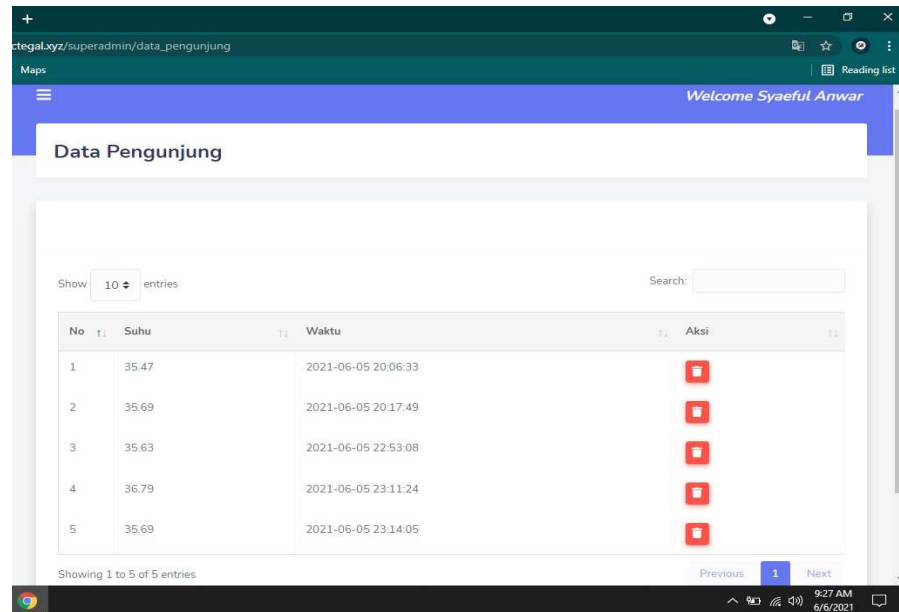 ctegal.xyz/superadmin/data_pengunjung
Maps
Reading list
Welcome Syaeful Anwar
Data Pengunjung
Show 10 entries
Search:
No Suhu Waktu Aksi
1 35.47 2021-06-05 20:06:33
2 35.69 2021-06-05 20:17:49
3 35.63 2021-06-05 22:53:08
4 36.79 2021-06-05 23:11:24
5 35.69 2021-06-05 23:14:05
Showing 1 to 5 of 5 entries
Previous 1 Next
9:27 AM
6/6/2021